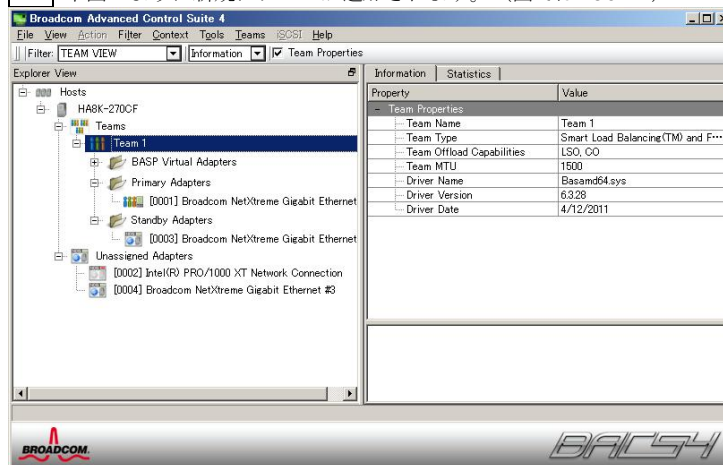 Broadcom Advanced Control Suite 4
File View Action Filter Context Tools Teams iSCSI Help
Filter: TEAM VIEW Information Team Properties
Explorer View
Hosts
HA8K-270CF
Teams
Team 1
BASP Virtual Adapters
Primary Adapters
[0001] Broadcom NetXtreme Gigabit Ethernet
Standby Adapters
[0003] Broadcom NetXtreme Gigabit Ethernet
Unassigned Adapters
[0002] Intel(R) PRO/1000 XT Network Connection
[0004] Broadcom NetXtreme Gigabit Ethernet #3
Information Statistics
Property Value
Team Properties
Team Name Team 1
Team Type Smart Load Balancing(TM) and F···
Team Offload Capabilities LSO, CO
Team MTU 1500
Driver Name Basamd64.sys
Driver Version 6.3.28
Driver Date 4/12/2011
BROADCOM.
BACS4